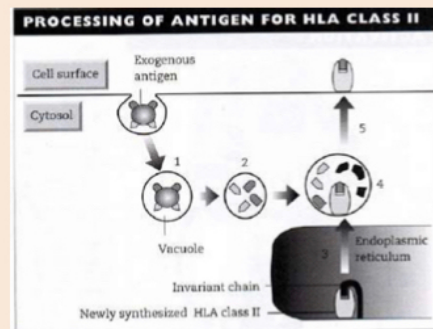 PROCESSING OF ANTIGEN FOR HLA CLASS II
Cell surface
Exogenous
antigen
Cytosol
5
1
2
4
Vacuole
3
Endoplasmic
reticulum
Invariant chain
Newly synthesized HLA class II